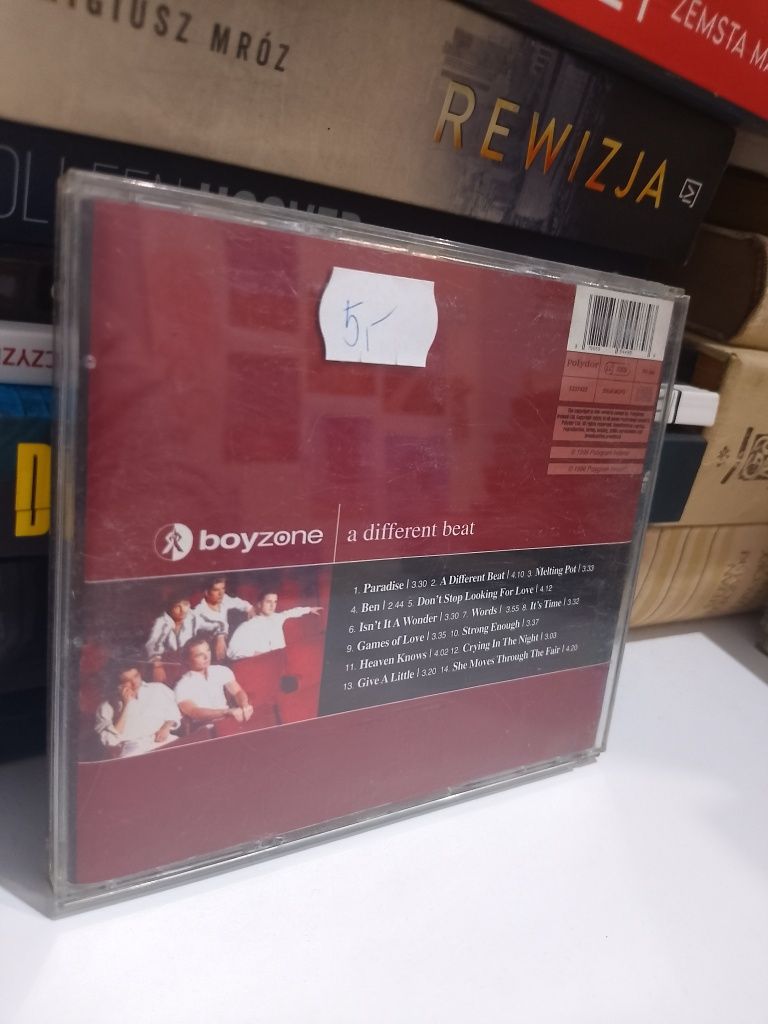 ZEMSTA
MRÓZ
REWIZJA
5,-
Polydor
boyzone
a different beat
1. Paradise | 3.30 2. A Different Beat | 4.10 3. Melting Pot | 3.33
4. Ben | 2.44 5. Don't Stop Looking For Love | 4.12
6. Isn't It A Wonder | 3.30 7. Words | 3.55 8. It's Time | 3.32
9. Games of Love | 3.35 10. Strong Enough | 3.37
11. Heaven Knows | 4.02 12. Crying In The Night | 3.03
13. Give A Little | 3.20 14. She Moves Through The Fair | 4.20